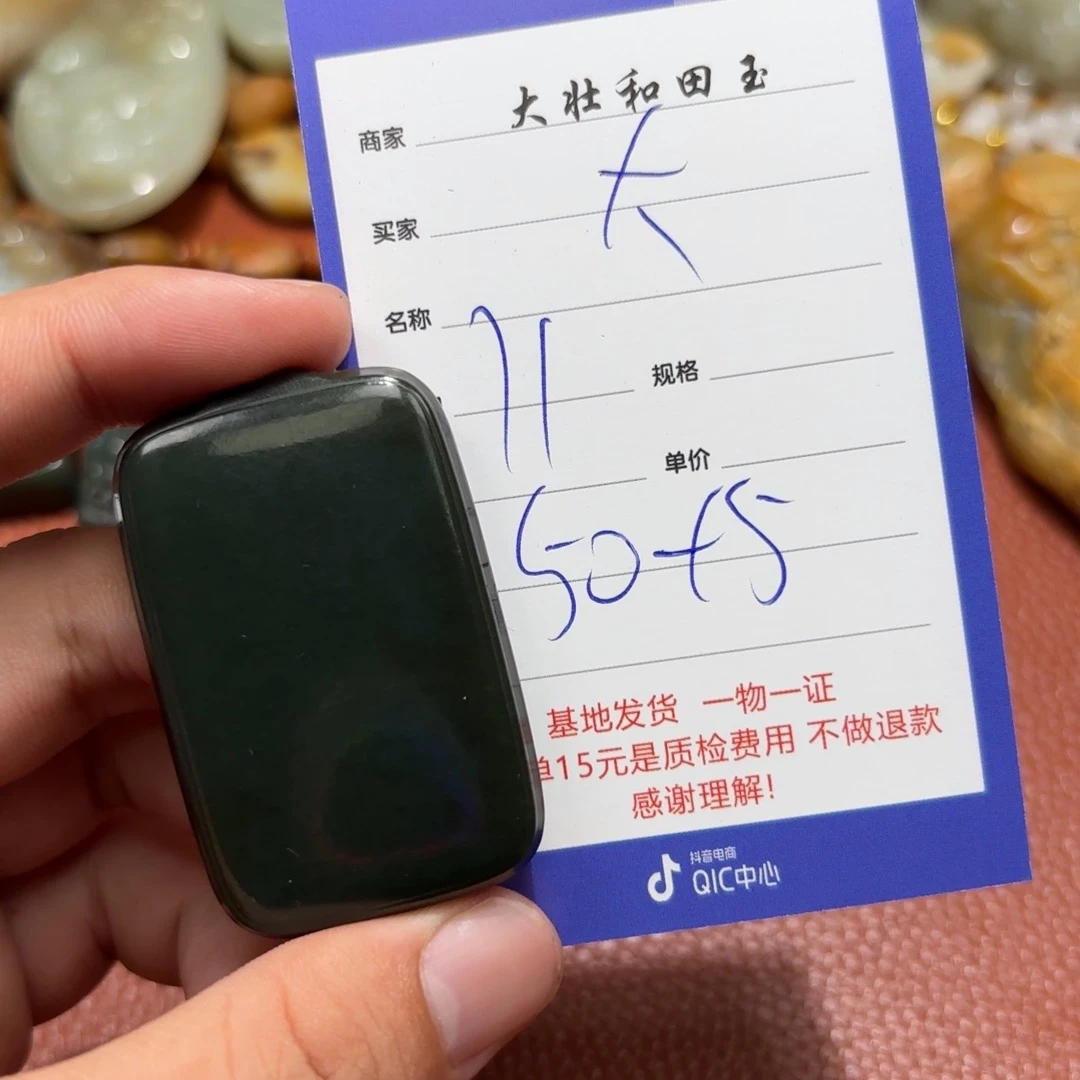 商家 大壮和田玉
买家 大
名称 11
规格
单价
50+5
基地发货 一物一证
单15元是质检费用 不做退款
感谢理解!
抖音电商
QIC中心